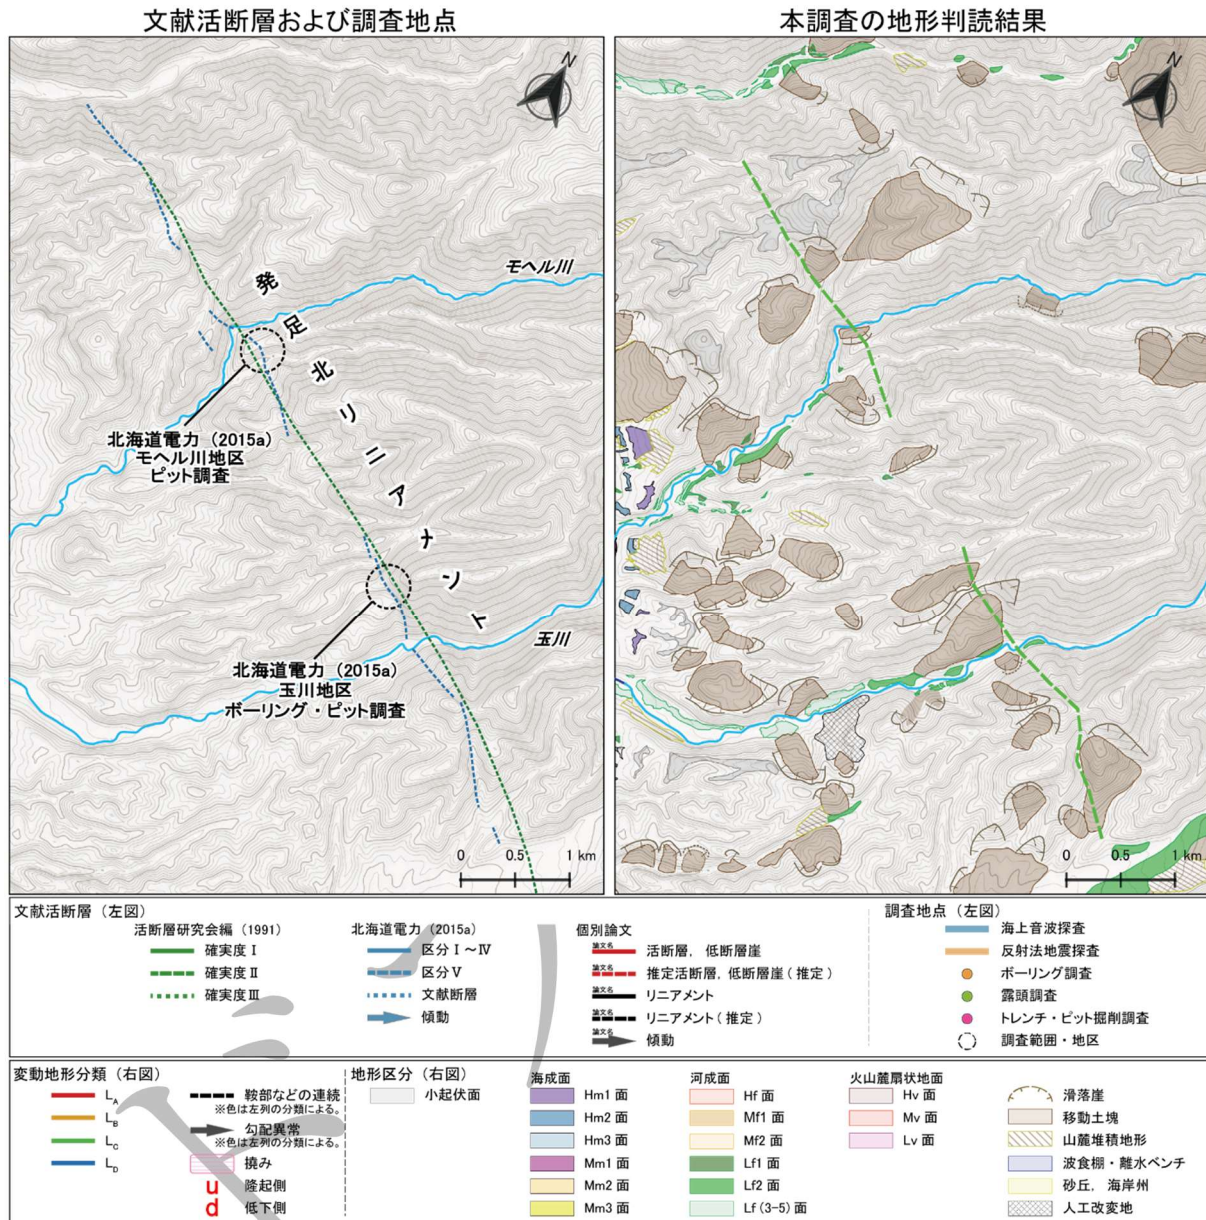 文献活断層および調査地点
本調査の地形判読結果
N
N
モヘル川
発足北リニアメント
北海道電力（2015a）
モヘル川地区
ピット調査
北海道電力（2015a）
玉川地区
ボーリング・ピット調査
玉川
0 0.5 1 km
0 0.5 1 km
文献活断層（左図）
活断層研究会編（1991）
確実度Ⅰ
確実度Ⅱ
確実度Ⅲ
北海道電力（2015a）
区分Ⅰ～Ⅳ
区分Ⅴ
文献断層
傾動
個別論文
論文名 活断層，低断層崖
論文名 推定活断層，低断層崖（推定）
論文名 リニアメント
論文名 リニアメント（推定）
論文名 傾動
調査地点（左図）
海上音波探査
反射法地震探査
ボーリング調査
露頭調査
トレンチ・ピット掘削調査
調査範囲・地区
変動地形分類（右図）
LA
LB
LC
LD
鞍部などの連続
※色は左列の分類による。
勾配異常
※色は左列の分類による。
撓み
u 隆起側
d 低下側
地形区分（右図）
小起伏面
海成面
Hm1 面
Hm2 面
Hm3 面
Mm1 面
Mm2 面
Mm3 面
河成面
Hf 面
Mf1 面
Mf2 面
Lf1 面
Lf2 面
Lf (3-5) 面
火山麓扇状地面
Hv 面
Mv 面
Lv 面
滑落崖
移動土塊
山麓堆積地形
波食棚・離水ベンチ
砂丘，海岸州
人工改変地